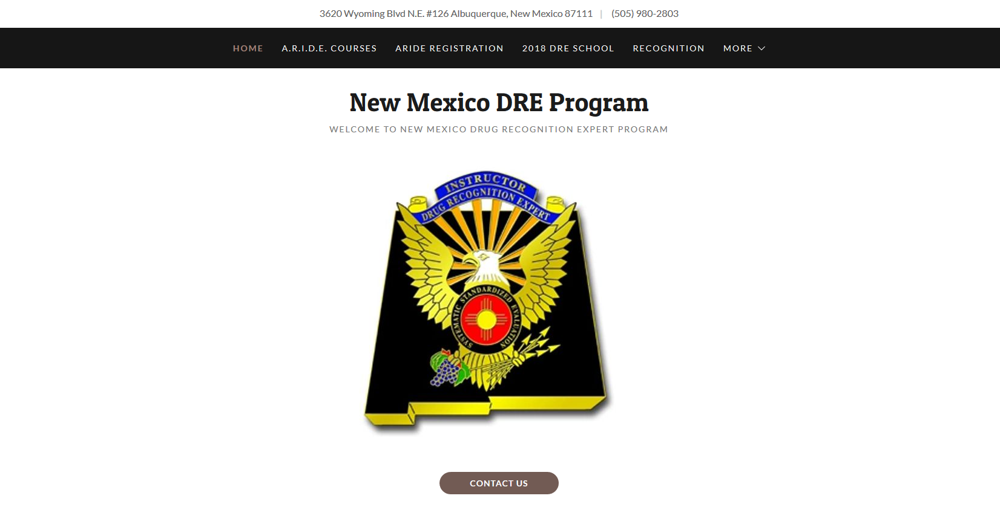 3620 Wyoming Blvd N.E. #126 Albuquerque, New Mexico 87111 | (505) 980-2803
HOME A.R.I.D.E. COURSES ARIDE REGISTRATION 2018 DRE SCHOOL RECOGNITION MORE
New Mexico DRE Program
WELCOME TO NEW MEXICO DRUG RECOGNITION EXPERT PROGRAM
INSTRUCTOR
DRUG RECOGNITION EXPERT
SYSTEMATIC STANDARDIZED EVALUATION
CONTACT US